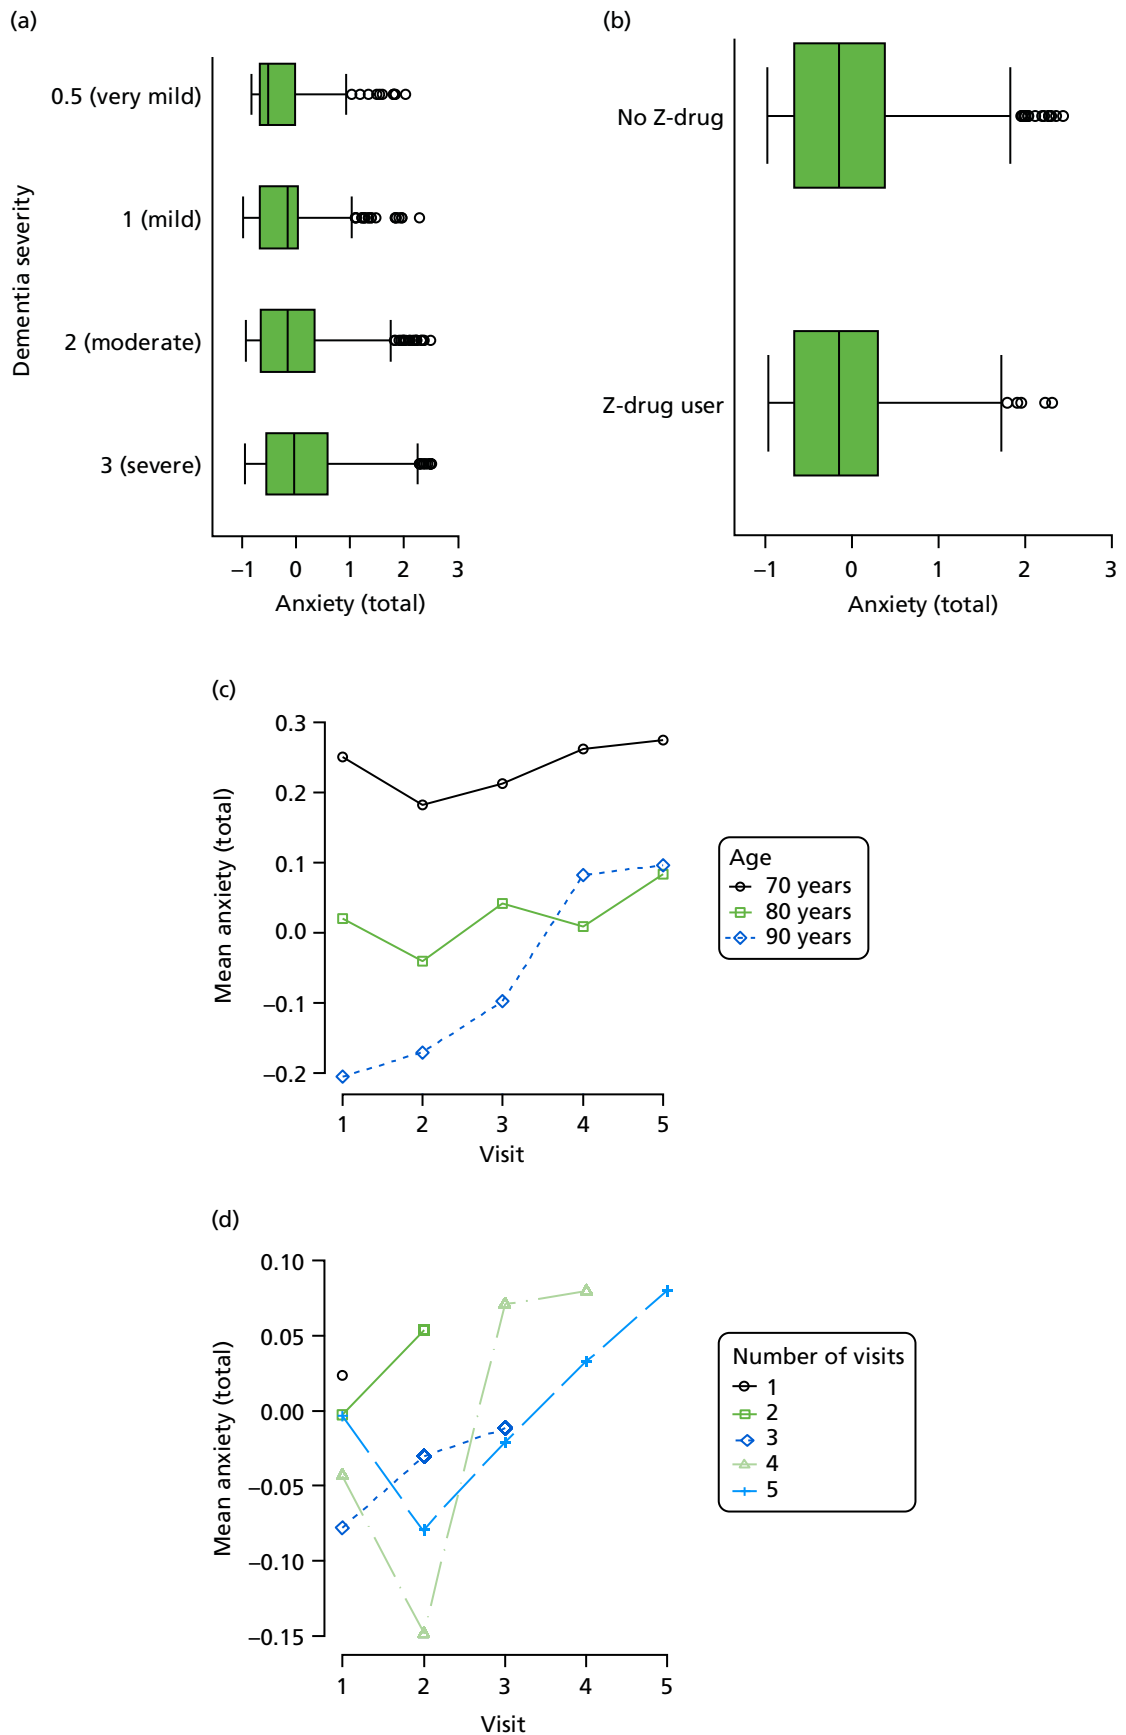 (a)
Dementia severity
0.5 (very mild)
1 (mild)
2 (moderate)
3 (severe)
−1 0 1 2 3
Anxiety (total)
(b)
No Z-drug
Z-drug user
−1 0 1 2 3
Anxiety (total)
(c)
Mean anxiety (total)
0.3
0.2
0.1
0.0
−0.1
−0.2
1 2 3 4 5
Visit
Age
70 years
80 years
90 years
(d)
Mean anxiety (total)
0.10
0.05
0.00
−0.05
−0.10
−0.15
1 2 3 4 5
Visit
Number of visits
1
2
3
4
5